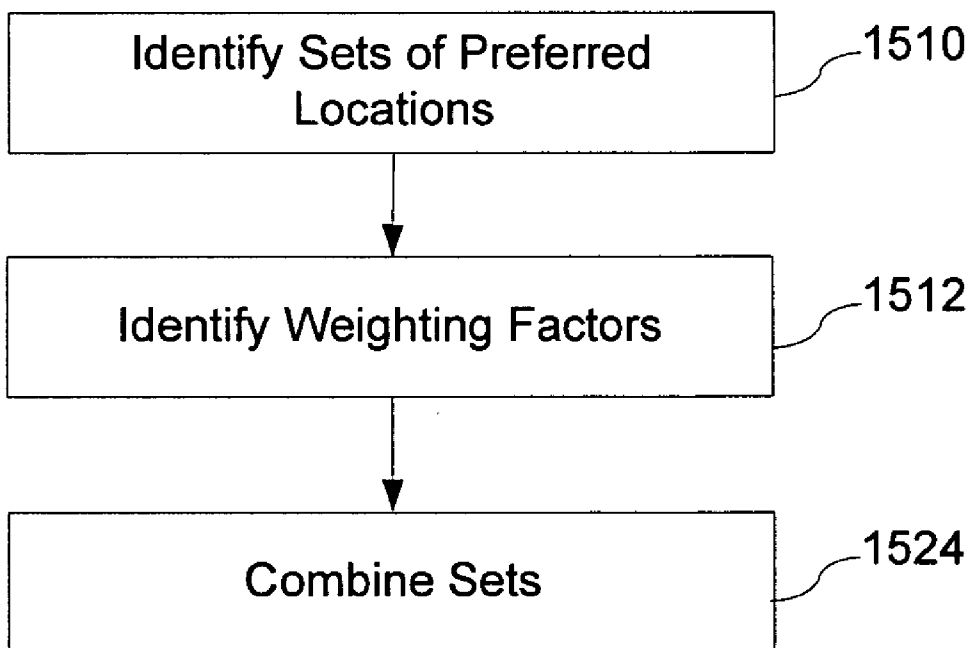 Identify Sets of Preferred
Locations
1510
Identify Weighting Factors
1512
Combine Sets
1524